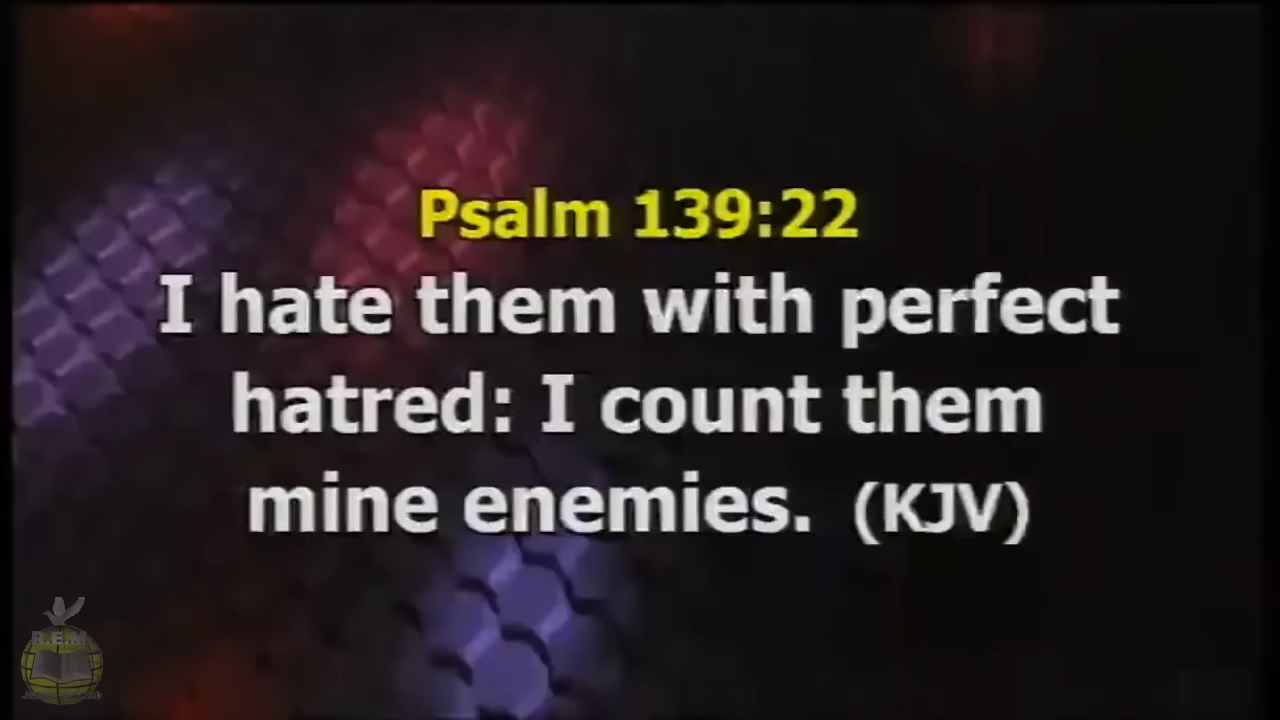 Psalm 139:22
I hate them with perfect
hatred: I count them
mine enemies. (KJV)
R.E.M.